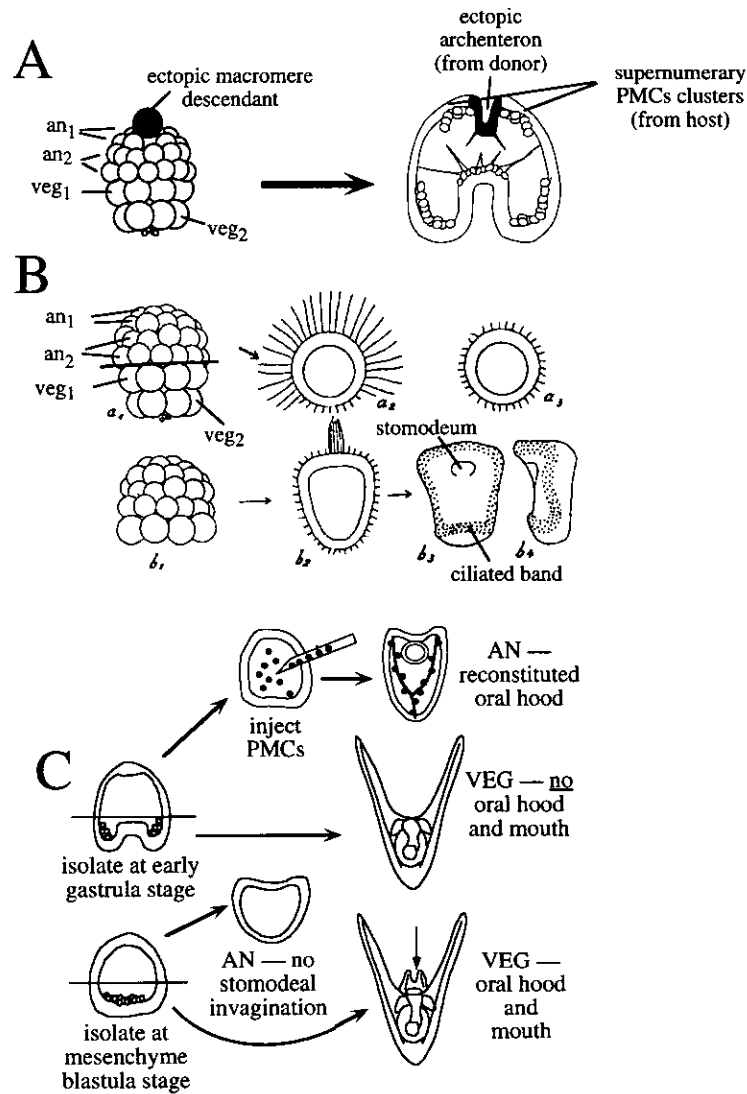 A
ectopic macromere
descendant
an1
an2
veg1
veg2
ectopic
archenteron
(from donor)
supernumerary
PMCs clusters
(from host)
B
an1
an2
veg1
veg2
a1
a2
a3
b1
b2
stomodeum
b3
b4
ciliated band
C
inject
PMCs
AN —
reconstituted
oral hood
isolate at early
gastrula stage
VEG — no
oral hood
and mouth
AN — no
stomodeal
invagination
isolate at
mesenchyme
blastula stage
VEG —
oral hood
and
mouth